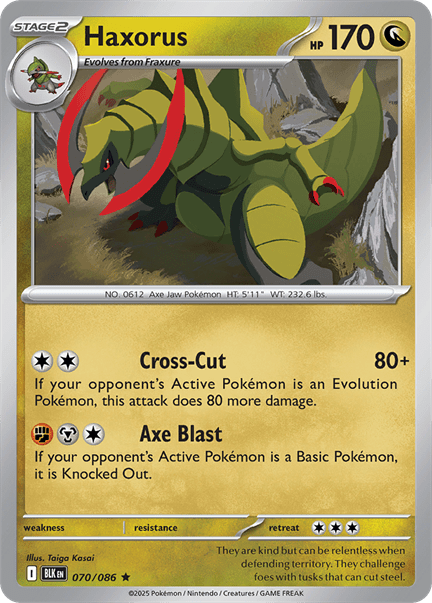 STAGE2 Haxorus HP 170
Evolves from Fraxure
NO. 0612 Axe Jaw Pokémon HT: 5'11" WT: 232.6 lbs.
Cross-Cut 80+
If your opponent's Active Pokémon is an Evolution
Pokémon, this attack does 80 more damage.
Axe Blast
If your opponent's Active Pokémon is a Basic Pokémon,
it is Knocked Out.
weakness resistance retreat
Illus. Taiga Kasai
I BLK EN 070/086 ★
They are kind but can be relentless when
defending territory. They challenge
foes with tusks that can cut steel.
©2025 Pokémon / Nintendo / Creatures / GAME FREAK